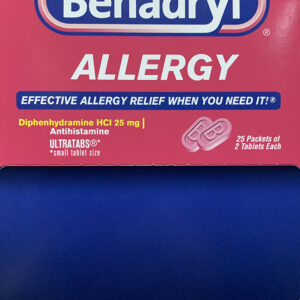 Benadryl
ALLERGY
EFFECTIVE ALLERGY RELIEF WHEN YOU NEED IT!®
Diphenhydramine HCl 25 mg |
Antihistamine
ULTRATABS®*
*small tablet size
25 Packets of
2 Tablets Each